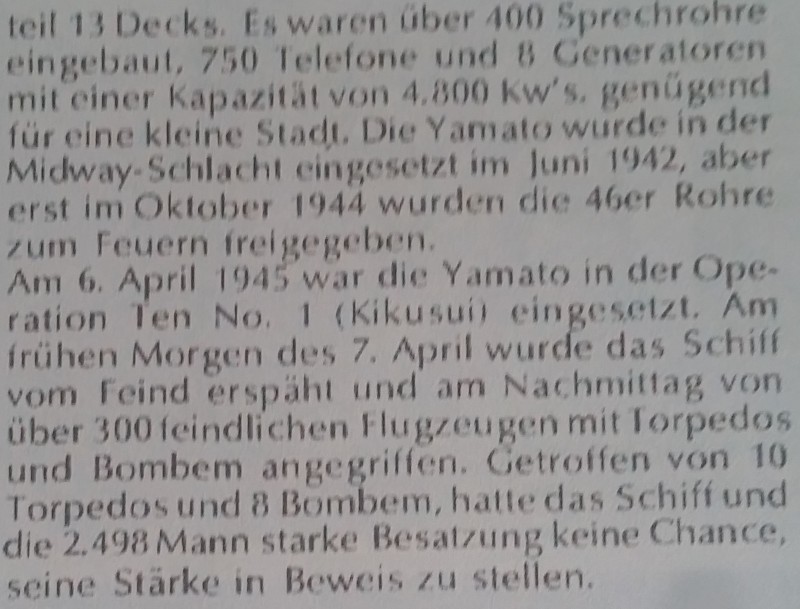 teil 13 Decks. Es waren über 400 Sprechrohre
eingebaut, 750 Telefone und 8 Generatoren
mit einer Kapazität von 4.800 Kw's. genügend
für eine kleine Stadt. Die Yamato wurde in der
Midway-Schlacht eingesetzt im Juni 1942, aber
erst im Oktober 1944 wurden die 46er Rohre
zum Feuern freigegeben.
Am 6. April 1945 war die Yamato in der Ope-
ration Ten No. 1 (Kikusui) eingesetzt. Am
frühen Morgen des 7. April wurde das Schiff
vom Feind erspäht und am Nachmittag von
über 300 feindlichen Flugzeugen mit Torpedos
und Bombem angegriffen. Getroffen von 10
Torpedos und 8 Bombem, hatte das Schiff und
die 2.498 Mann starke Besatzung keine Chance,
seine Stärke in Beweis zu stellen.